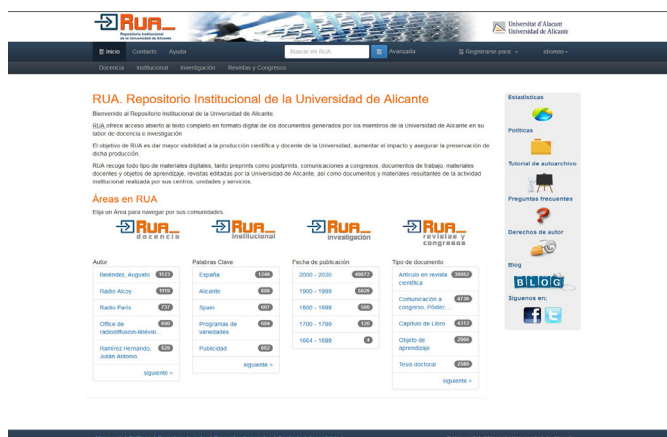 RUA
Repositorio Institucional
de la Universidad de Alicante
Universitat d'Alacant
Universidad de Alicante
Inicio Contacto Ayuda Buscar en RUA Avanzada Registrarse para: Idiomas
Docencia Institucional Investigación Revistas y Congresos
RUA. Repositorio Institucional de la Universidad de Alicante
Bienvenido al Repositorio Institucional de la Universidad de Alicante
RUA ofrece acceso abierto al texto completo en formato digital de los documentos generados por los miembros de la Universidad de Alicante en su
labor de docencia e investigación
El objetivo de RUA es dar mayor visibilidad a la producción científica y docente de la Universidad, aumentar el impacto y asegurar la preservación de
dicha producción.
RUA recoge todo tipo de materiales digitales, tanto preprints como postprints, comunicaciones a congresos, documentos de trabajo, materiales
docentes y objetos de aprendizaje, revistas editadas por la Universidad de Alicante, así como documentos y materiales resultantes de la actividad
institucional realizada por sus centros, unidades y servicios.
Áreas en RUA
Elija un Área para navegar por sus comunidades.
RUA docencia
RUA institucional
RUA investigación
RUA revistas y congresos
Autor
Beléndez, Augusto 1123
Radio Alcoy 1119
Radio París 737
Office de
radiodiffusion-télévisi... 690
Ramírez Hernando,
Julián Antonio 529
siguiente >
Palabras Clave
España 1246
Alicante 698
Spain 687
Programas de
variedades 684
Publicidad 602
siguiente >
Fecha de publicación
2000 - 2020 49672
1900 - 1999 6026
1800 - 1899 500
1700 - 1799 120
1664 - 1699 4
Tipo de documento
Artículo en revista
científica 30052
Comunicación a
congreso, Póster, ... 4736
Capítulo de Libro 4312
Objeto de
aprendizaje 2866
Tesis doctoral 2588
siguiente >
Estadísticas
Políticas
Tutorial de autoarchivo
Preguntas frecuentes
Derechos de autor
Blog
BLOG
Síguenos en: